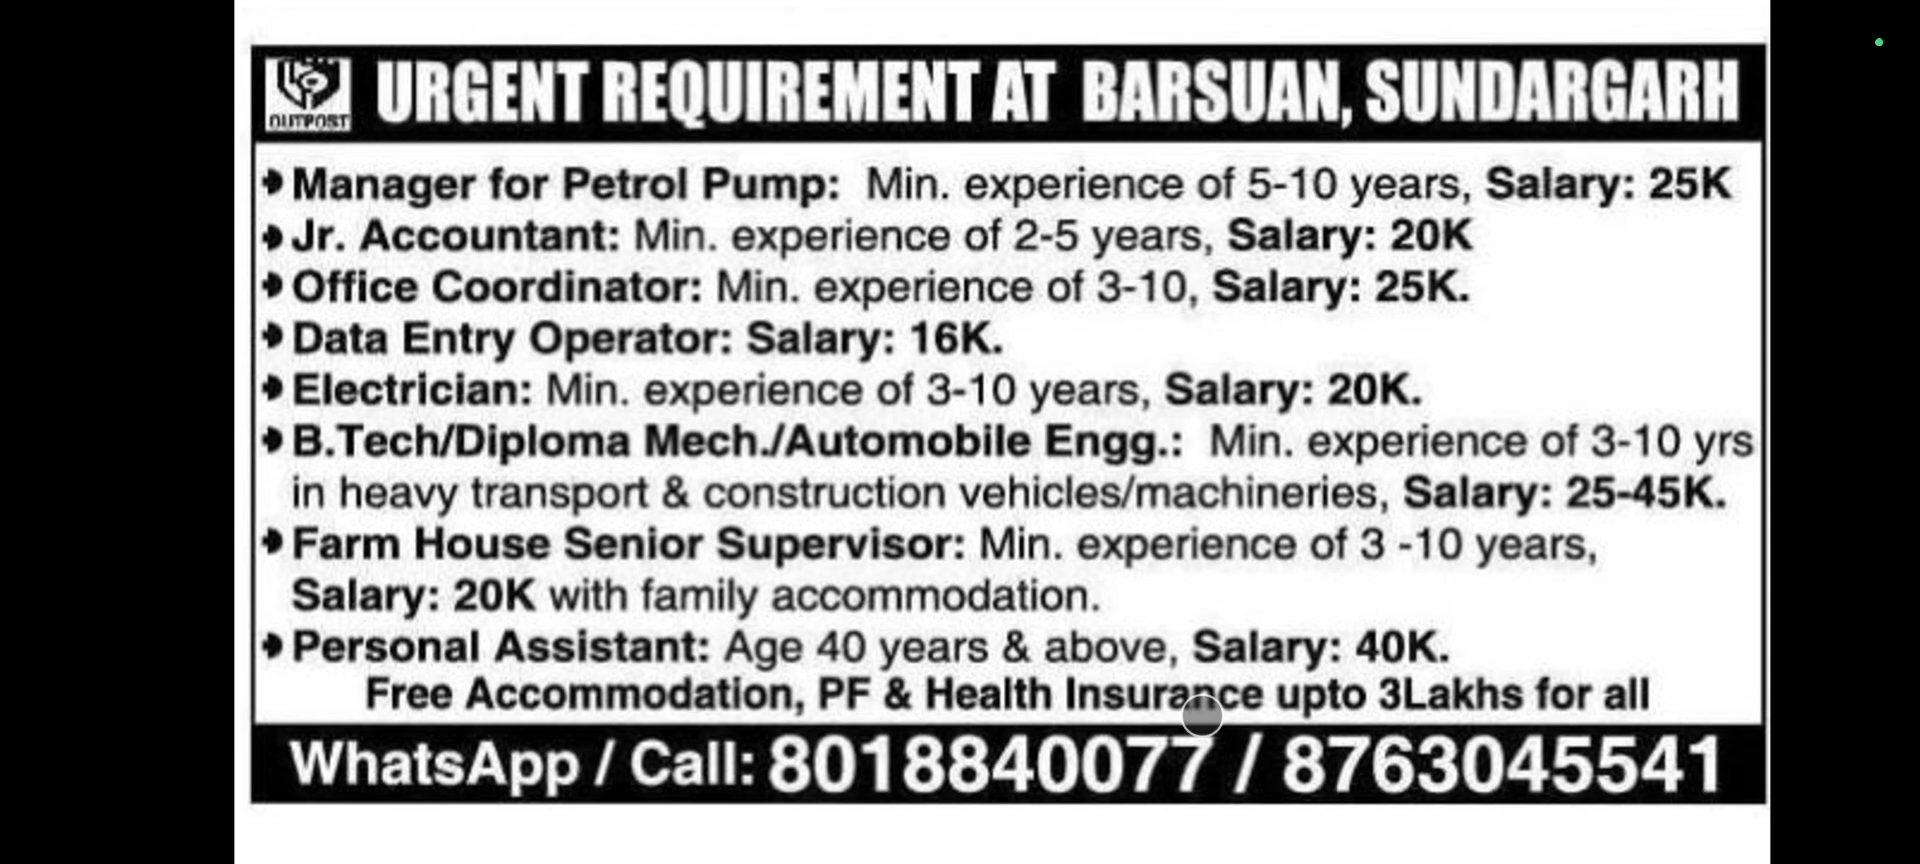 OUTPOST
URGENT REQUIREMENT AT BARSUAN, SUNDARGARH
Manager for Petrol Pump: Min. experience of 5-10 years, Salary: 25K
Jr. Accountant: Min. experience of 2-5 years, Salary: 20K
Office Coordinator: Min. experience of 3-10, Salary: 25K.
Data Entry Operator: Salary: 16K.
Electrician: Min. experience of 3-10 years, Salary: 20K.
B.Tech/Diploma Mech./Automobile Engg.: Min. experience of 3-10 yrs
in heavy transport & construction vehicles/machineries, Salary: 25-45K.
Farm House Senior Supervisor: Min. experience of 3 -10 years,
Salary: 20K with family accommodation.
Personal Assistant: Age 40 years & above, Salary: 40K.
Free Accommodation, PF & Health Insurance upto 3Lakhs for all
WhatsApp / Call: 8018840077 / 8763045541